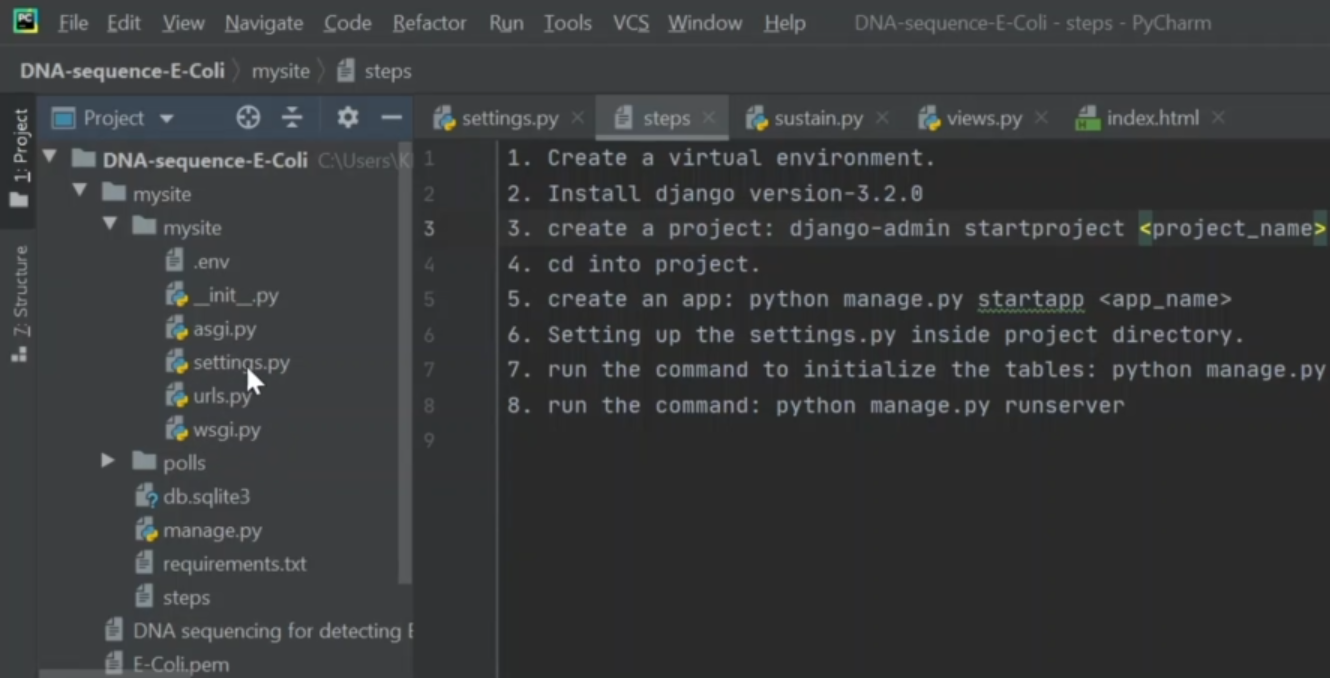 PC File Edit View Navigate Code Refactor Run Tools VCS Window Help DNA-sequence-E-Coli - steps - PyCharm
DNA-sequence-E-Coli mysite steps
1: Project
7: Structure
Project
DNA-sequence-E-Coli C:\Users\
mysite
mysite
.env
__init__.py
asgi.py
settings.py
urls.py
wsgi.py
polls
db.sqlite3
manage.py
requirements.txt
steps
DNA sequencing for detecting
E-Coli.pem
settings.py steps sustain.py views.py index.html
1 1. Create a virtual environment.
2 2. Install django version-3.2.0
3 3. create a project: django-admin startproject <project_name>
4 4. cd into project.
5 5. create an app: python manage.py startapp <app_name>
6 6. Setting up the settings.py inside project directory.
7 7. run the command to initialize the tables: python manage.py
8 8. run the command: python manage.py runserver
9